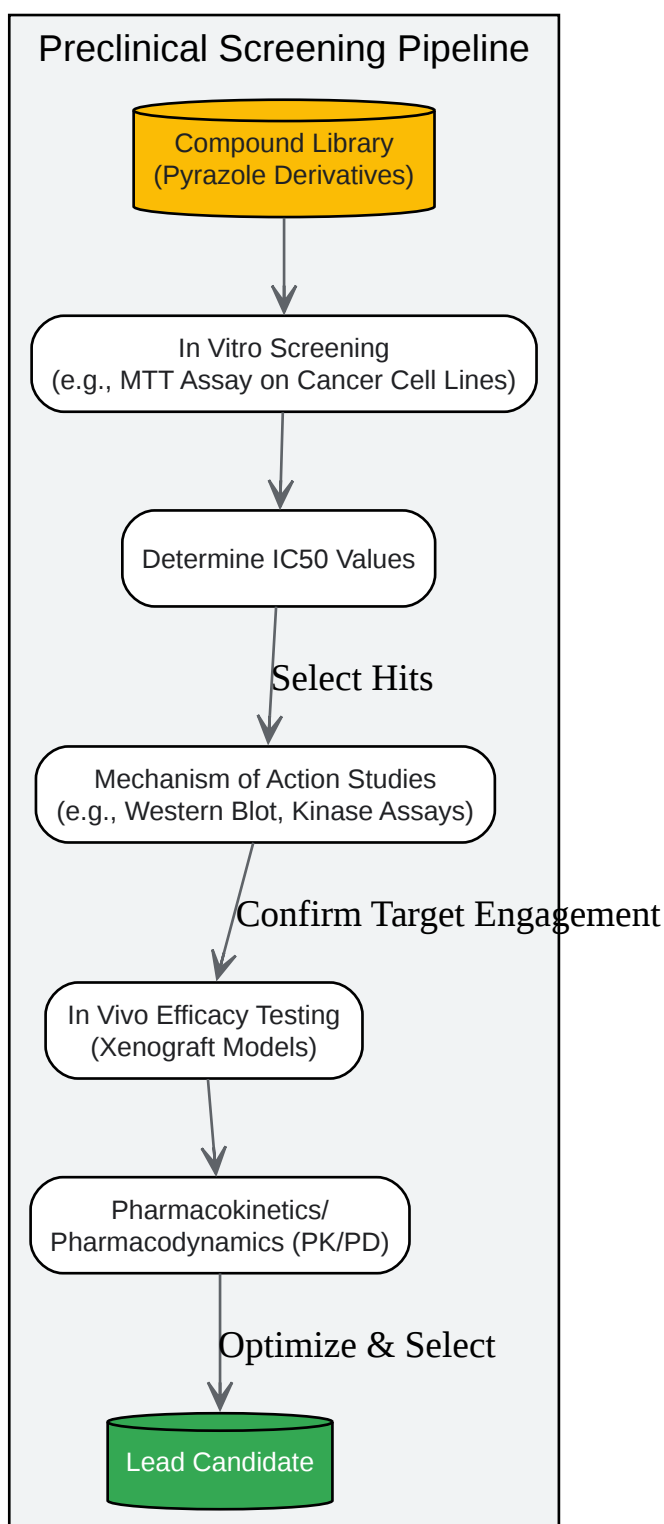 Preclinical Screening Pipeline
Compound Library
(Pyrazole Derivatives)
In Vitro Screening
(e.g., MTT Assay on Cancer Cell Lines)
Determine IC50 Values
Select Hits
Mechanism of Action Studies
(e.g., Western Blot, Kinase Assays)
Confirm Target Engagement
In Vivo Efficacy Testing
(Xenograft Models)
Pharmacokinetics/
Pharmacodynamics (PK/PD)
Optimize & Select
Lead Candidate